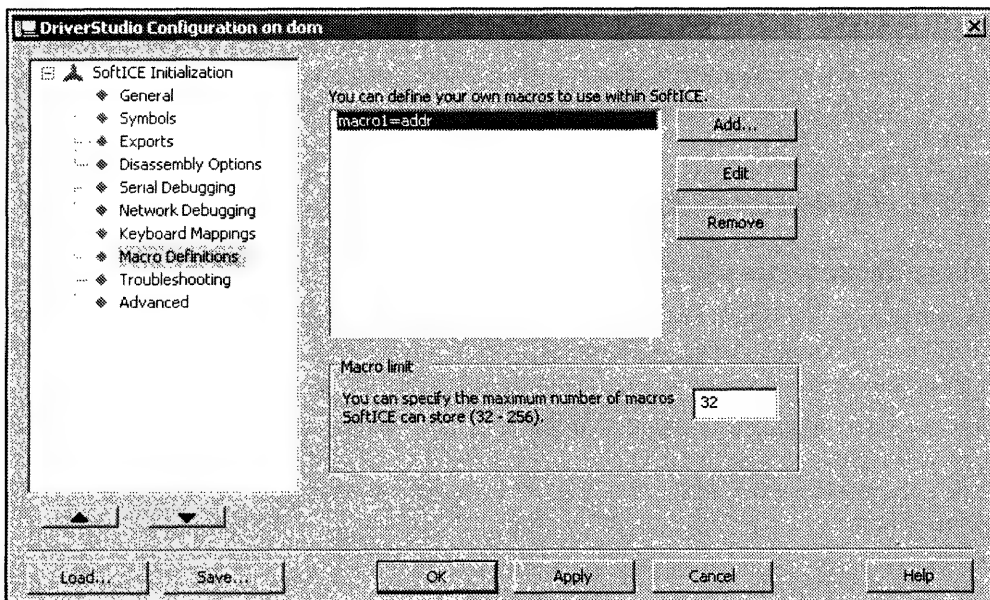 DriverStudio Configuration on dom
SoftICE Initialization
General
Symbols
Exports
Disassembly Options
Serial Debugging
Network Debugging
Keyboard Mappings
Macro Definitions
Troubleshooting
Advanced
You can define your own macros to use within SoftICE.
macro1=addr
Add...
Edit
Remove
Macro limit
You can specify the maximum number of macros
SoftICE can store (32 - 256).
32
Load...
Save...
OK
Apply
Cancel
Help